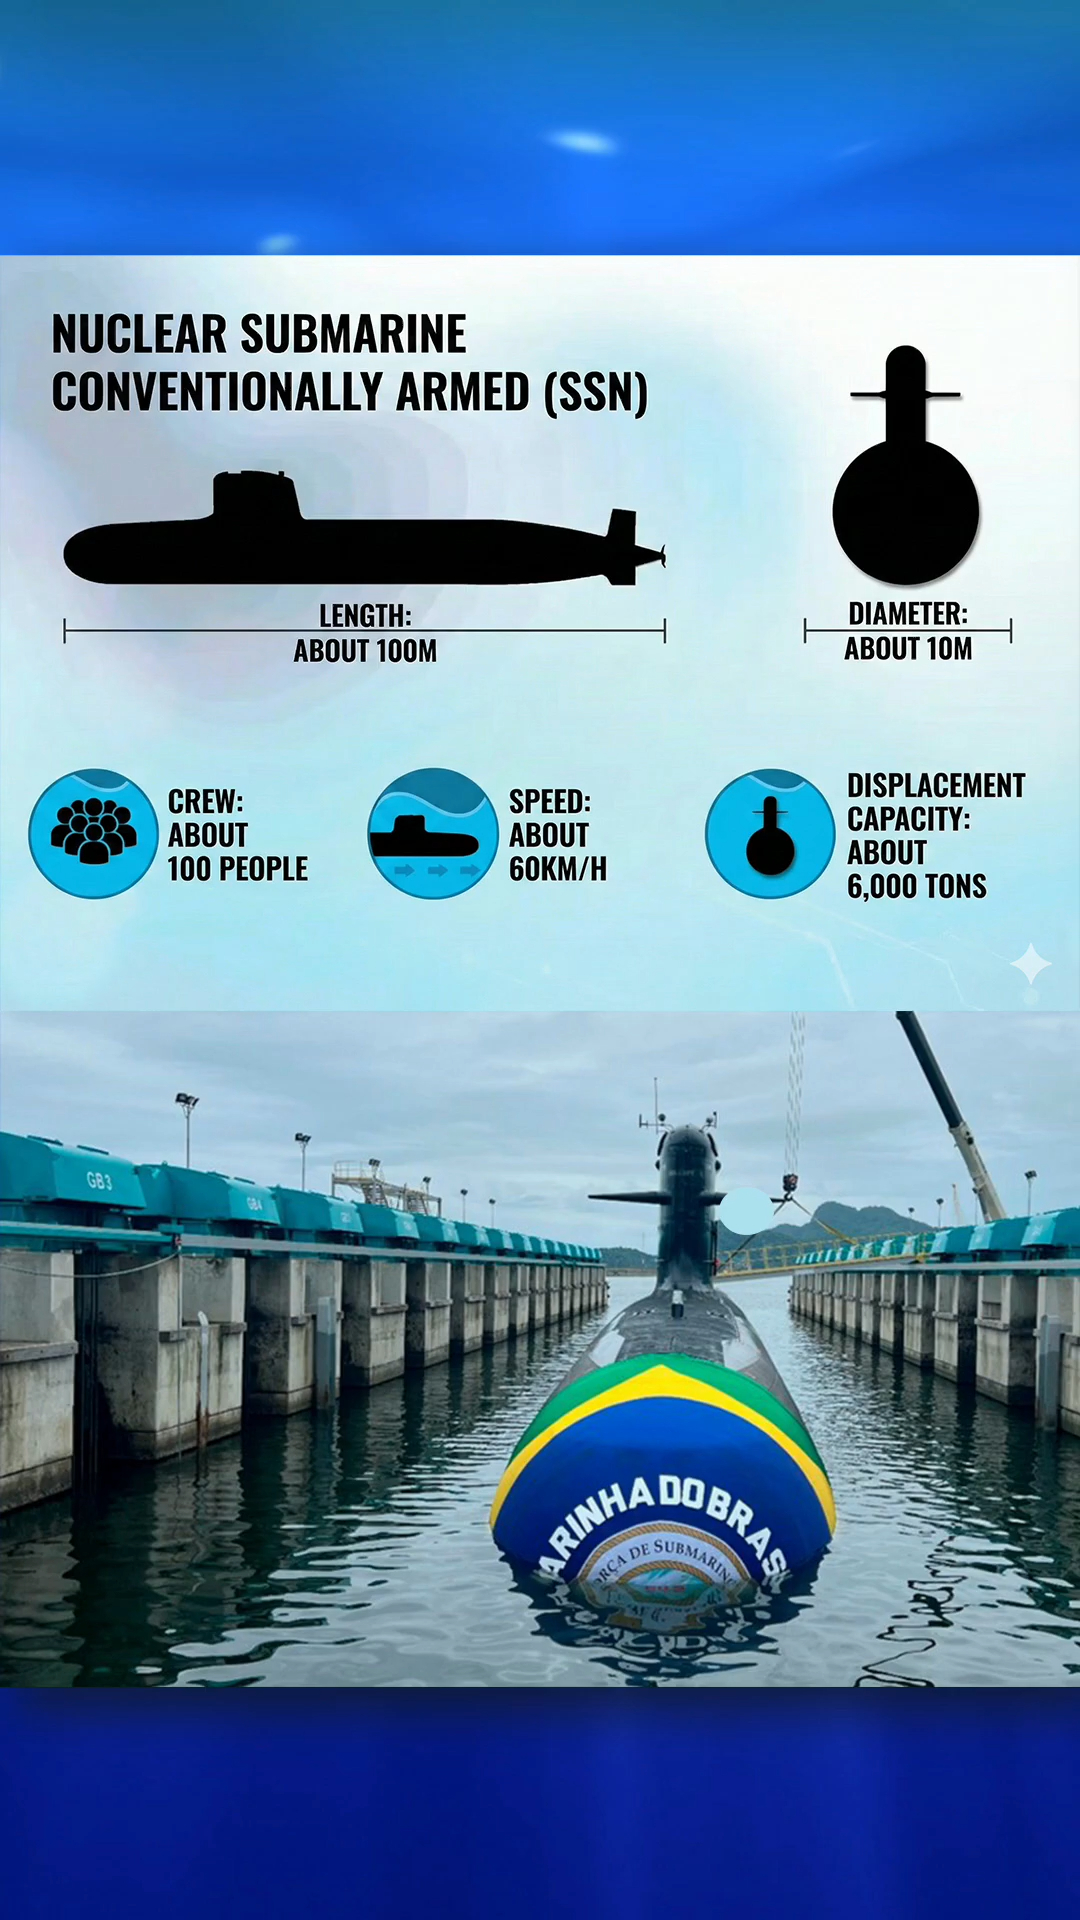 NUCLEAR SUBMARINE
CONVENTIONALLY ARMED (SSN)
LENGTH:
ABOUT 100M
DIAMETER:
ABOUT 10M
CREW:
ABOUT
100 PEOPLE
SPEED:
ABOUT
60KM/H
DISPLACEMENT
CAPACITY:
ABOUT
6,000 TONS
GB3
GB4
ARINHA DO BRAS
RÇA DE SUBMARINO